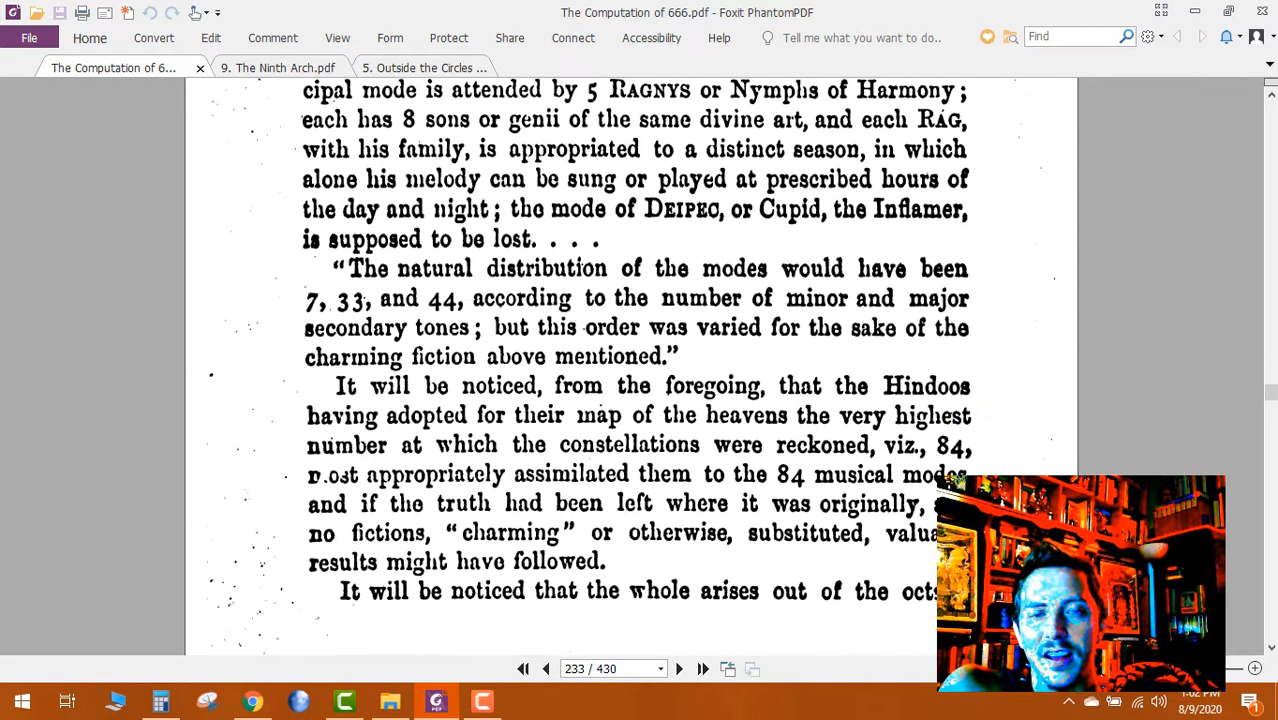 The Computation of 666.pdf - Foxit PhantomPDF
File Home Convert Edit Comment View Form Protect Share Connect Accessibility Help Tell me what you want to do.. Find
The Computation of 6... 9. The Ninth Arch.pdf 5. Outside the Circles ...
cipal mode is attended by 5 RAGNYS or Nymphs of Harmony;
each has 8 sons or genii of the same divine art, and each RÁG,
with his family, is appropriated to a distinct season, in which
alone his melody can be sung or played at prescribed hours of
the day and night; the mode of DEIPEC, or Cupid, the Inflamer,
is supposed to be lost. . . .
"The natural distribution of the modes would have been
7, 33, and 44, according to the number of minor and major
secondary tones; but this order was varied for the sake of the
charming fiction above mentioned."
It will be noticed, from the foregoing, that the Hindoos
having adopted for their map of the heavens the very highest
number at which the constellations were reckoned, viz., 84,
most appropriately assimilated them to the 84 musical modes
and if the truth had been left where it was originally,
no fictions, "charming" or otherwise, substituted,
results might have followed.
It will be noticed that the whole arises out of the
233 / 430
1:02 PM
8/9/2020